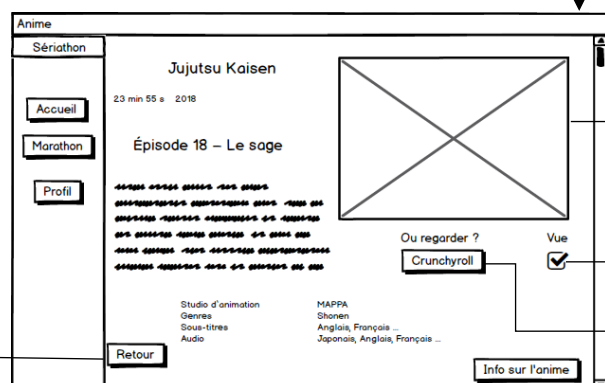 Anime
Sériathon
Accueil
Marathon
Profil
Jujutsu Kaisen
23 min 55 s 2018
Épisode 18 – Le sage
Ou regarder ?
Vue
Crunchyroll
Studio d'animation MAPPA
Genres Shonen
Sous-titres Anglais, Français ...
Audio Japonais, Anglais, Français ...
Retour
Info sur l'anime